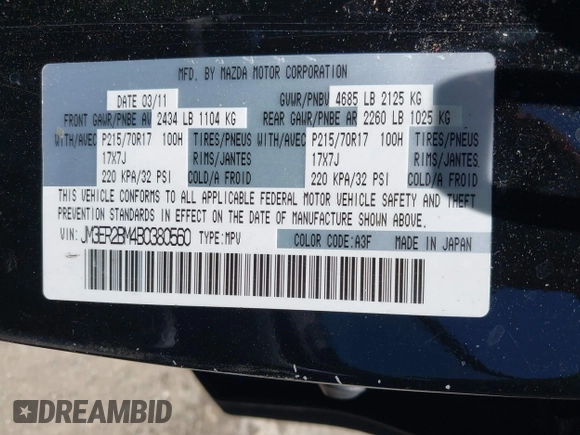 MFD. BY MAZDA MOTOR CORPORATION
DATE 03/11 GVWR/PNBV 4685 LB 2125 KG
FRONT GAWR/PNBE AV 2434 LB 1104 KG REAR GAWR/PNBE AR 2260 LB 1025 KG
WITH/AVEC P215/70R17 100H TIRES/PNEUS WITH/AVEC P215/70R17 100H TIRES/PNEUS
17X7J RIMS/JANTES 17X7J RIMS/JANTES
220 KPA/32 PSI COLD/A FROID 220 KPA/32 PSI COLD/A FROID
THIS VEHICLE CONFORMS TO ALL APPLICABLE FEDERAL MOTOR VEHICLE SAFETY AND THEFT
PREVENTION STANDARDS IN EFFECT ON THE DATE OF MANUFACTURE SHOWN ABOVE.
VIN: JM3ER2BM4B0380560 TYPE:MPV COLOR CODE:A3F MADE IN JAPAN
DREAMBID